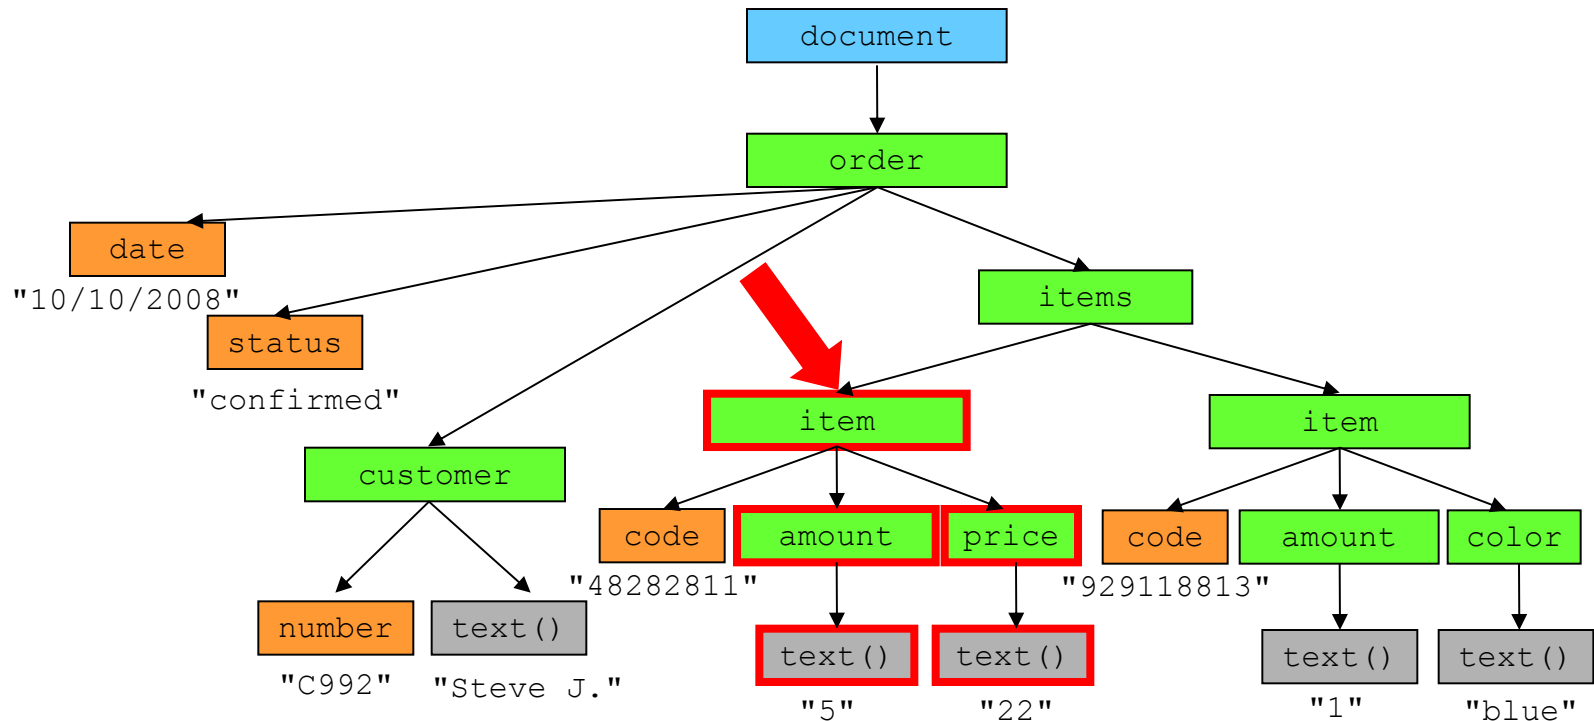 document
order
date
"10/10/2008"
items
status
"confirmed"
item
item
customer
code
amount
price
code
amount
color
"48282811"
"929118813"
number
text()
text()
text()
text()
text()
"C992"
"Steve J."
"5"
"22"
"1"
"blue"